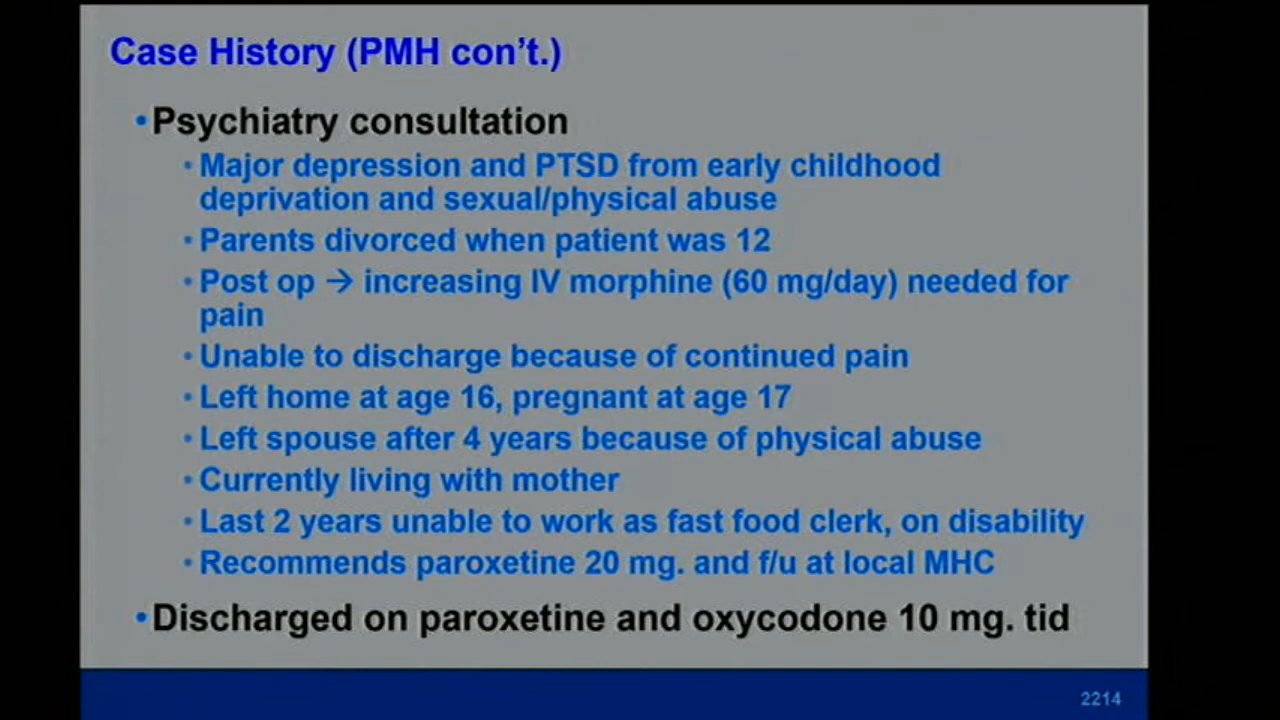 Case History (PMH con't.)
•Psychiatry consultation
•Major depression and PTSD from early childhood
deprivation and sexual/physical abuse
•Parents divorced when patient was 12
•Post op → increasing IV morphine (60 mg/day) needed for
pain
•Unable to discharge because of continued pain
•Left home at age 16, pregnant at age 17
•Left spouse after 4 years because of physical abuse
•Currently living with mother
•Last 2 years unable to work as fast food clerk, on disability
•Recommends paroxetine 20 mg. and f/u at local MHC
•Discharged on paroxetine and oxycodone 10 mg. tid
2214